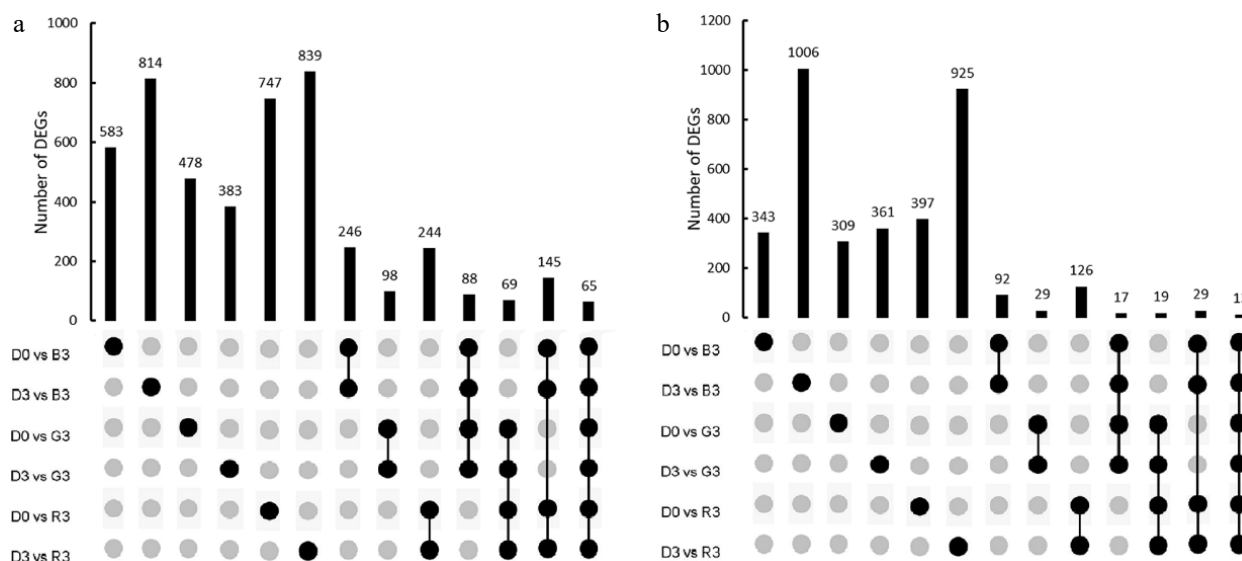 a
1000
800
600
400
200
0
Number of DEGs
583
814
478
383
747
839
246
98
244
88
69
145
65
D0 vs B3
D3 vs B3
D0 vs G3
D3 vs G3
D0 vs R3
D3 vs R3
b
1200
1000
800
600
400
200
0
Number of DEGs
343
1006
309
361
397
925
92
29
126
17
19
29
D0 vs B3
D3 vs B3
D0 vs G3
D3 vs G3
D0 vs R3
D3 vs R3